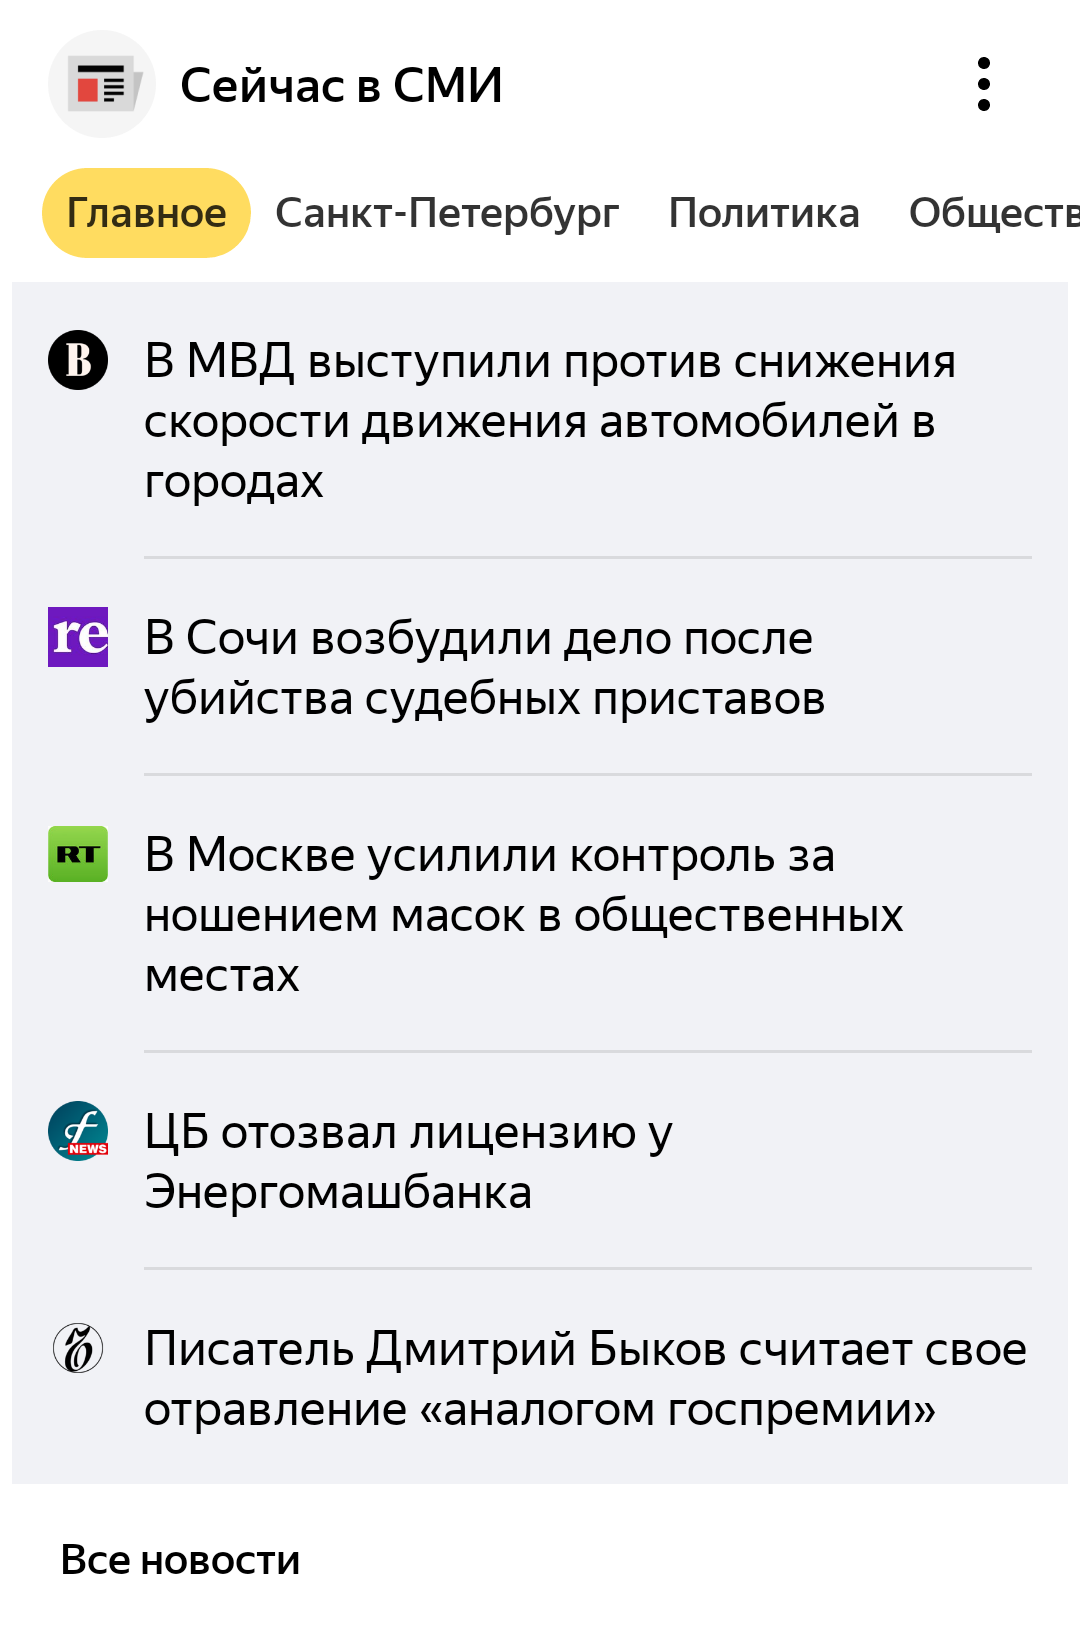 Сейчас в СМИ
Главное Санкт-Петербург Политика Обществ
В
В МВД выступили против снижения
скорости движения автомобилей в
городах
re
В Сочи возбудили дело после
убийства судебных приставов
RT
В Москве усилили контроль за
ношением масок в общественных
местах
f NEWS
ЦБ отозвал лицензию у
Энергомашбанка
Ъ
Писатель Дмитрий Быков считает свое
отравление «аналогом госпремии»
Все новости